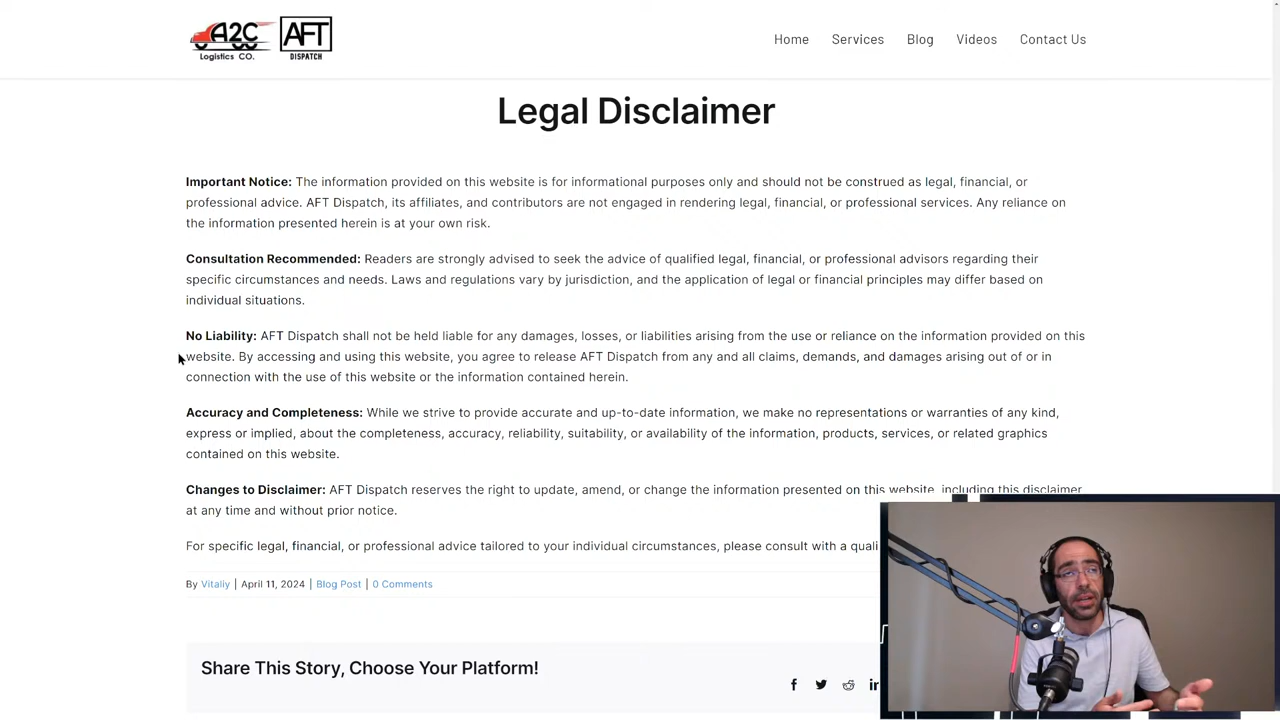 A2C AFT
Logistics CO. DISPATCH
Home Services Blog Videos Contact Us
Legal Disclaimer
Important Notice: The information provided on this website is for informational purposes only and should not be construed as legal, financial, or
professional advice. AFT Dispatch, its affiliates, and contributors are not engaged in rendering legal, financial, or professional services. Any reliance on
the information presented herein is at your own risk.
Consultation Recommended: Readers are strongly advised to seek the advice of qualified legal, financial, or professional advisors regarding their
specific circumstances and needs. Laws and regulations vary by jurisdiction, and the application of legal or financial principles may differ based on
individual situations.
No Liability: AFT Dispatch shall not be held liable for any damages, losses, or liabilities arising from the use or reliance on the information provided on this
website. By accessing and using this website, you agree to release AFT Dispatch from any and all claims, demands, and damages arising out of or in
connection with the use of this website or the information contained herein.
Accuracy and Completeness: While we strive to provide accurate and up-to-date information, we make no representations or warranties of any kind,
express or implied, about the completeness, accuracy, reliability, suitability, or availability of the information, products, services, or related graphics
contained on this website.
Changes to Disclaimer: AFT Dispatch reserves the right to update, amend, or change the information presented on this website, including this disclaimer
at any time and without prior notice.
For specific legal, financial, or professional advice tailored to your individual circumstances, please consult with a quali
By Vitaliy | April 11, 2024 | Blog Post | 0 Comments
Share This Story, Choose Your Platform!